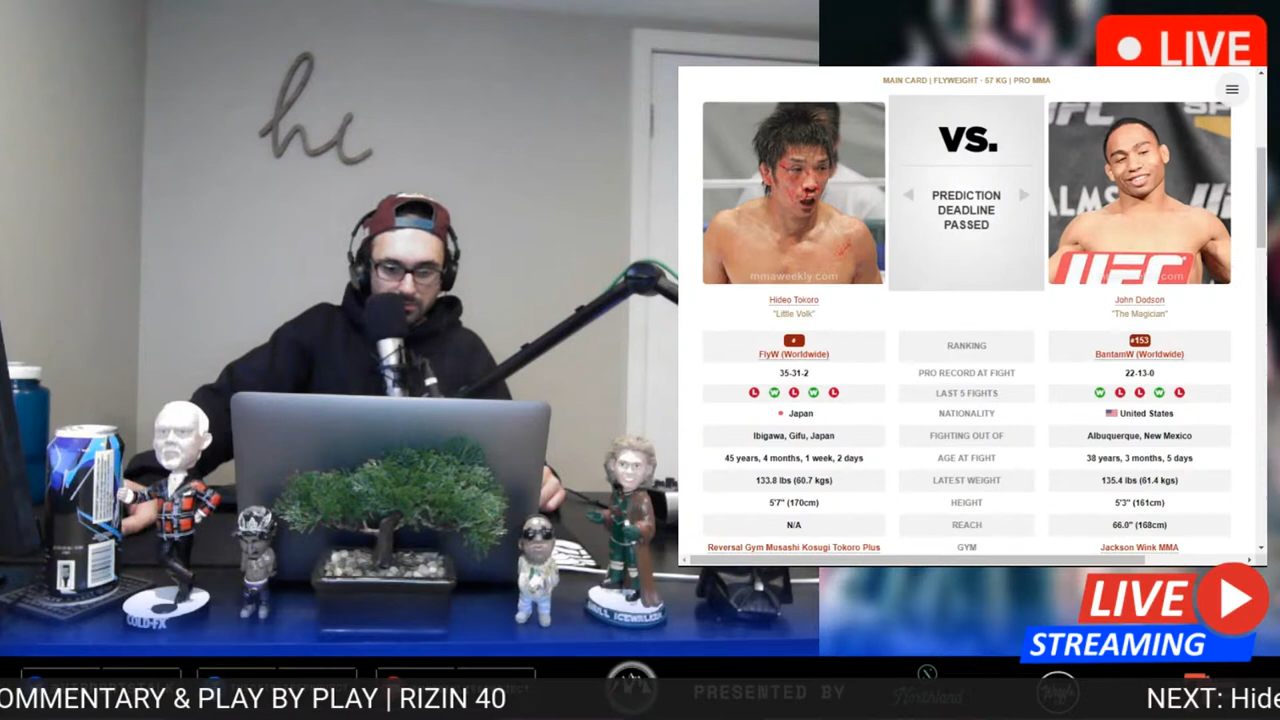 hi
LIVE
MAIN CARD | FLYWEIGHT · 57 KG | PRO MMA
VS.
PREDICTION
DEADLINE
PASSED
mmaweekly.com
UFC
Hideo Tokoro
"Little Volk"
John Dodson
"The Magician"
#
RANKING
#153
FlyW (Worldwide)
BantamW (Worldwide)
35-31-2
PRO RECORD AT FIGHT
22-13-0
L W L W L
LAST 5 FIGHTS
W L L W L
Japan
NATIONALITY
United States
Ibigawa, Gifu, Japan
FIGHTING OUT OF
Albuquerque, New Mexico
45 years, 4 months, 1 week, 2 days
AGE AT FIGHT
38 years, 3 months, 5 days
133.8 lbs (60.7 kgs)
LATEST WEIGHT
135.4 lbs (61.4 kgs)
5'7" (170cm)
HEIGHT
5'3" (161cm)
N/A
REACH
66.0" (168cm)
Reversal Gym Musashi Kosugi Tokoro Plus
GYM
Jackson Wink MMA
COLD-FX
LIVE
STREAMING
PRESENTED BY
Northland
OMMENTARY & PLAY BY PLAY | RIZIN 40
NEXT: Hide